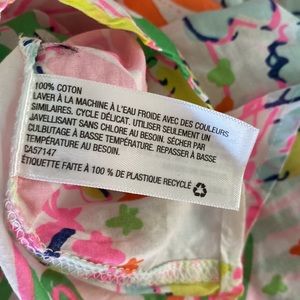 100% COTON
LAVER À LA MACHINE À L'EAU FROIDE AVEC DES COULEURS
SIMILAIRES. CYCLE DÉLICAT. UTILISER SEULEMENT UN
JAVELLISANT SANS CHLORE AU BESOIN. SÉCHER PAR
CULBUTAGE À BASSE TEMPÉRATURE. REPASSER À BASSE
TEMPÉRATURE AU BESOIN.
CA57147
ÉTIQUETTE FAITE À 100 % DE PLASTIQUE RECYCLÉ